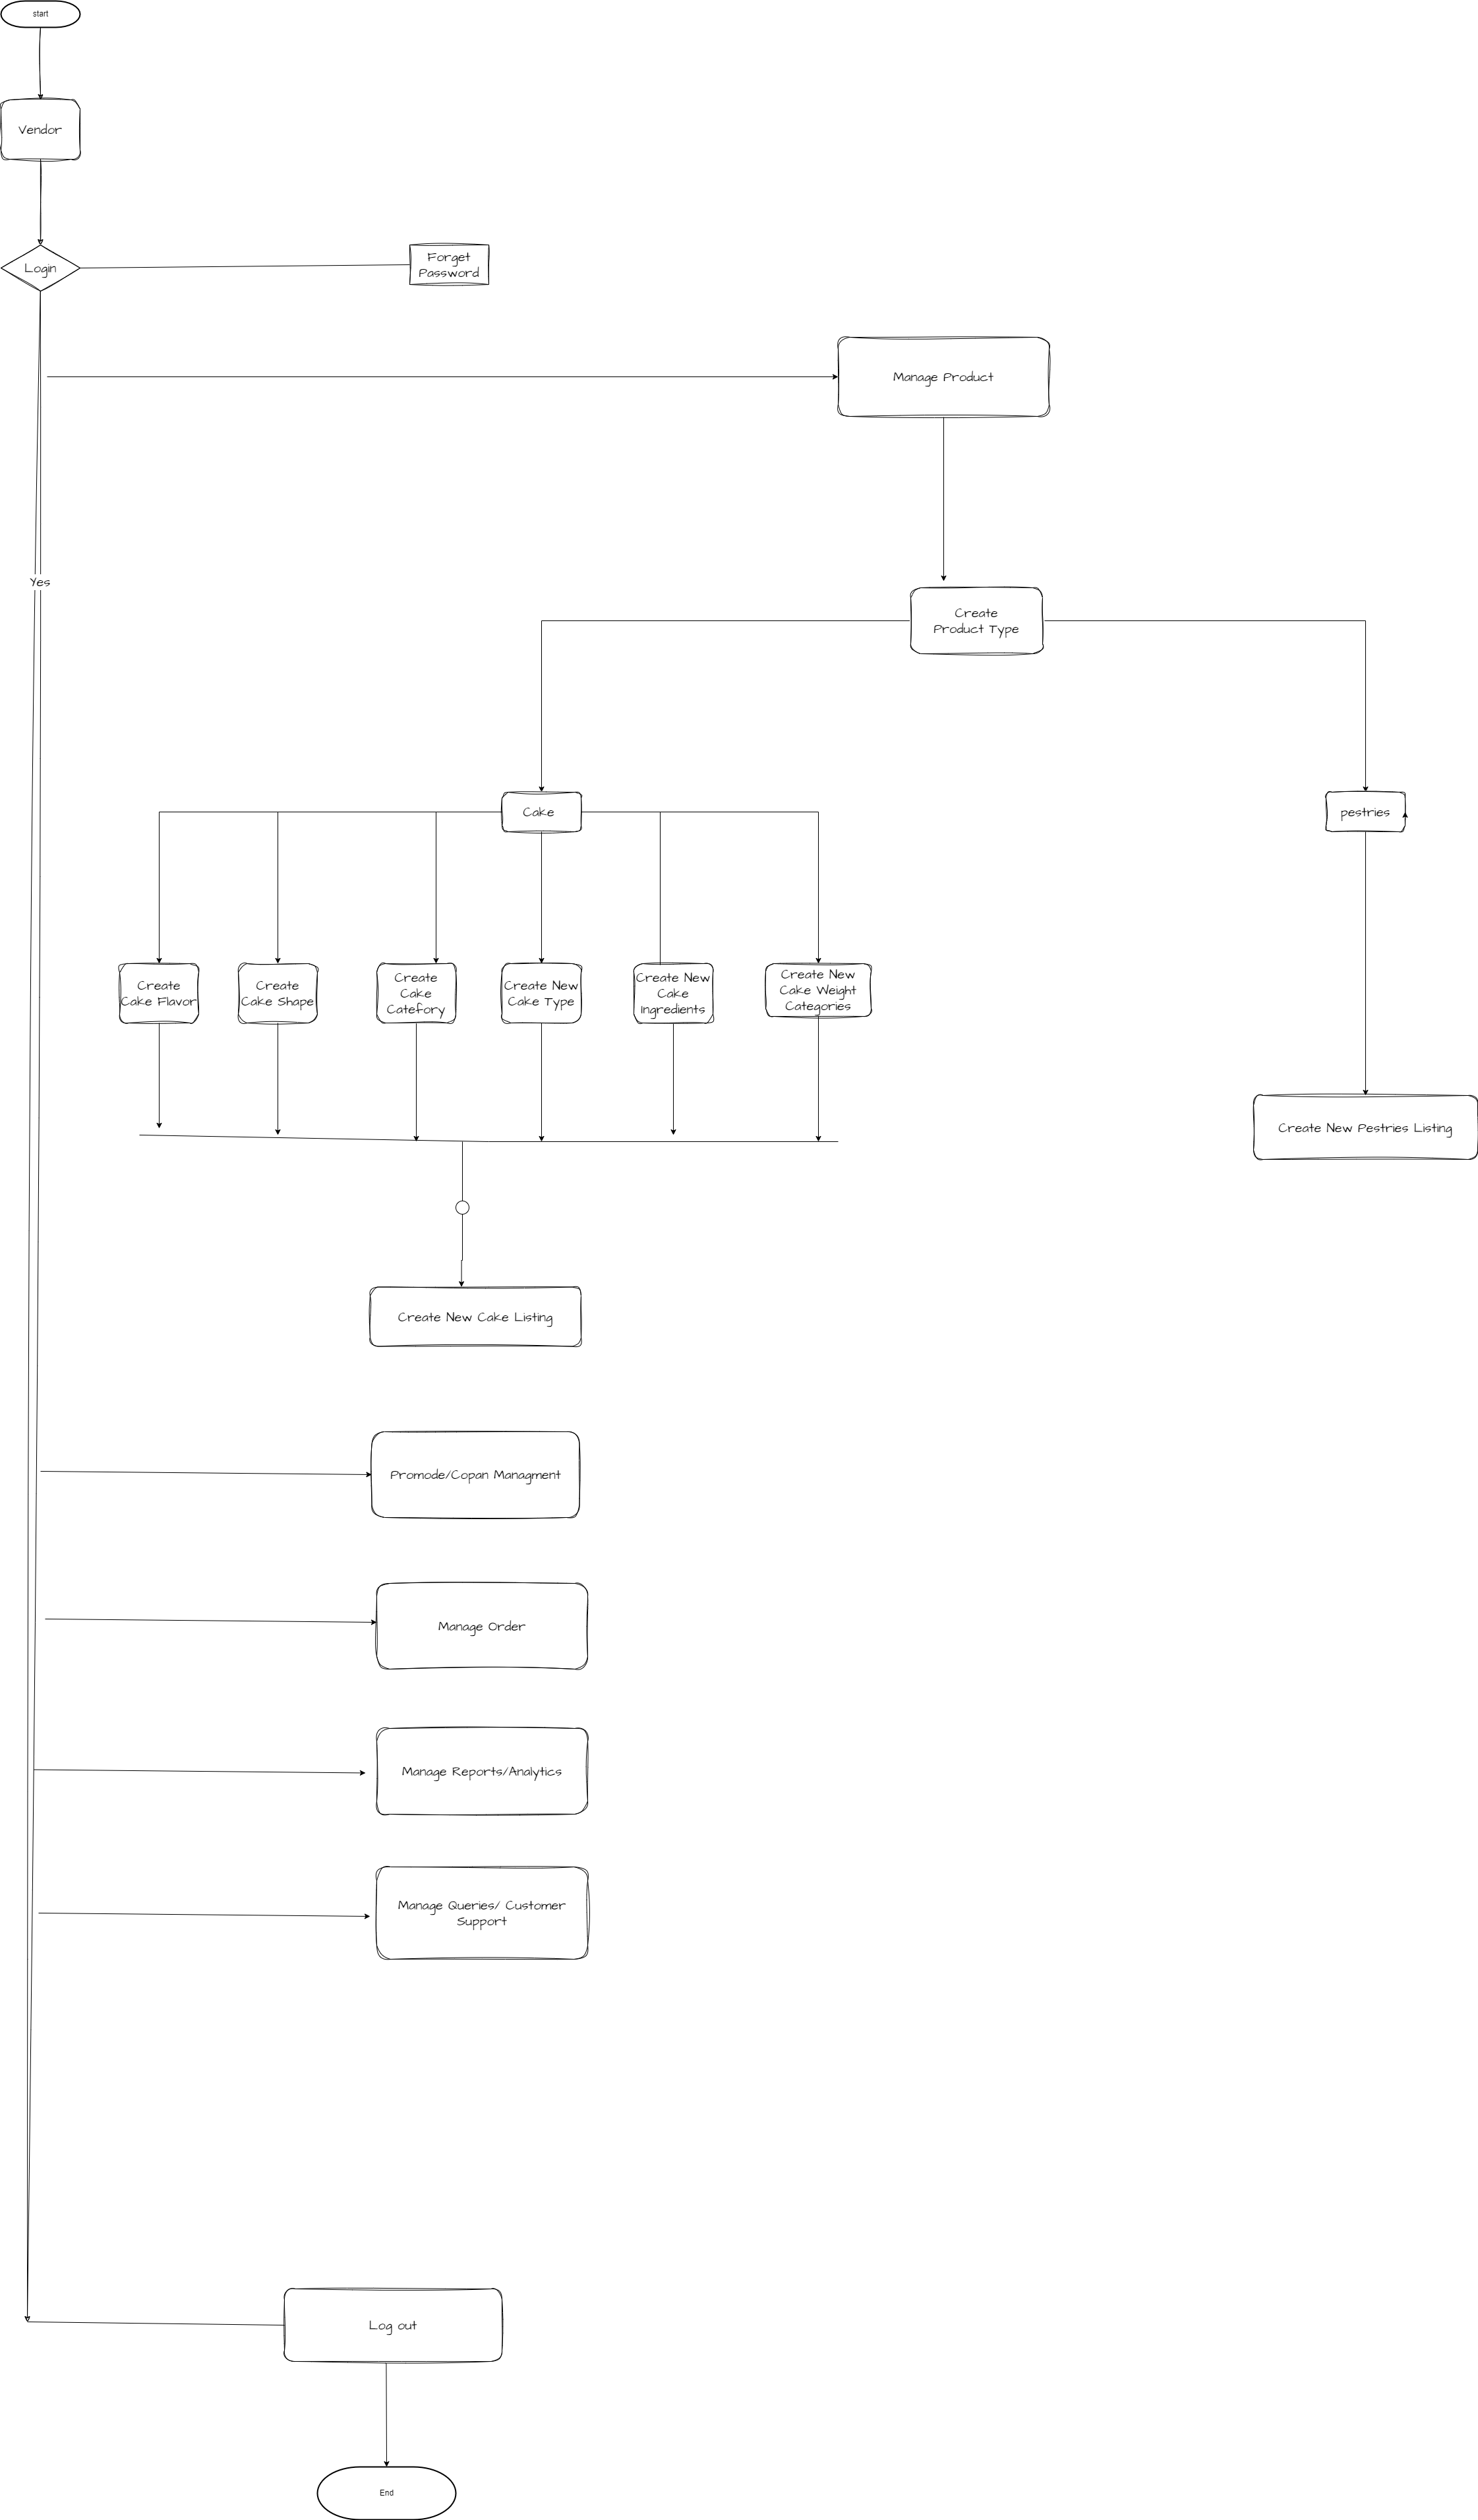 start
Vendor
Login
Forget
Password
Manage Product
Yes
Create
Product Type
Cake
pestries
Create
Cake Flavor
Create
Cake Shape
Create
Cake
Catefory
Create New
Cake Type
Create New
Cake
Ingredients
Create New
Cake Weight
Categories
Create New Pestries Listing
Create New Cake Listing
Promode/Copan Managment
Manage Order
Manage Reports/Analytics
Manage Queries/ Customer
Support
Log out
End